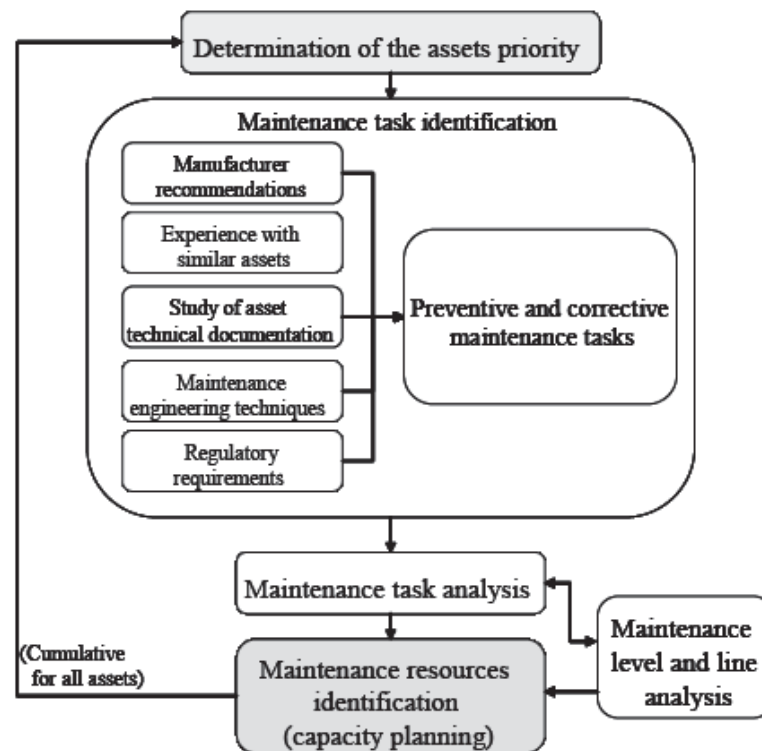 Determination of the assets priority
Maintenance task identification
Manufacturer
recommendations
Experience with
similar assets
Study of asset
technical documentation
Maintenance
engineering techniques
Regulatory
requirements
Preventive and corrective
maintenance tasks
Maintenance task analysis
Maintenance
level and line
analysis
(Cumulative
for all assets)
Maintenance resources
identification
(capacity planning)